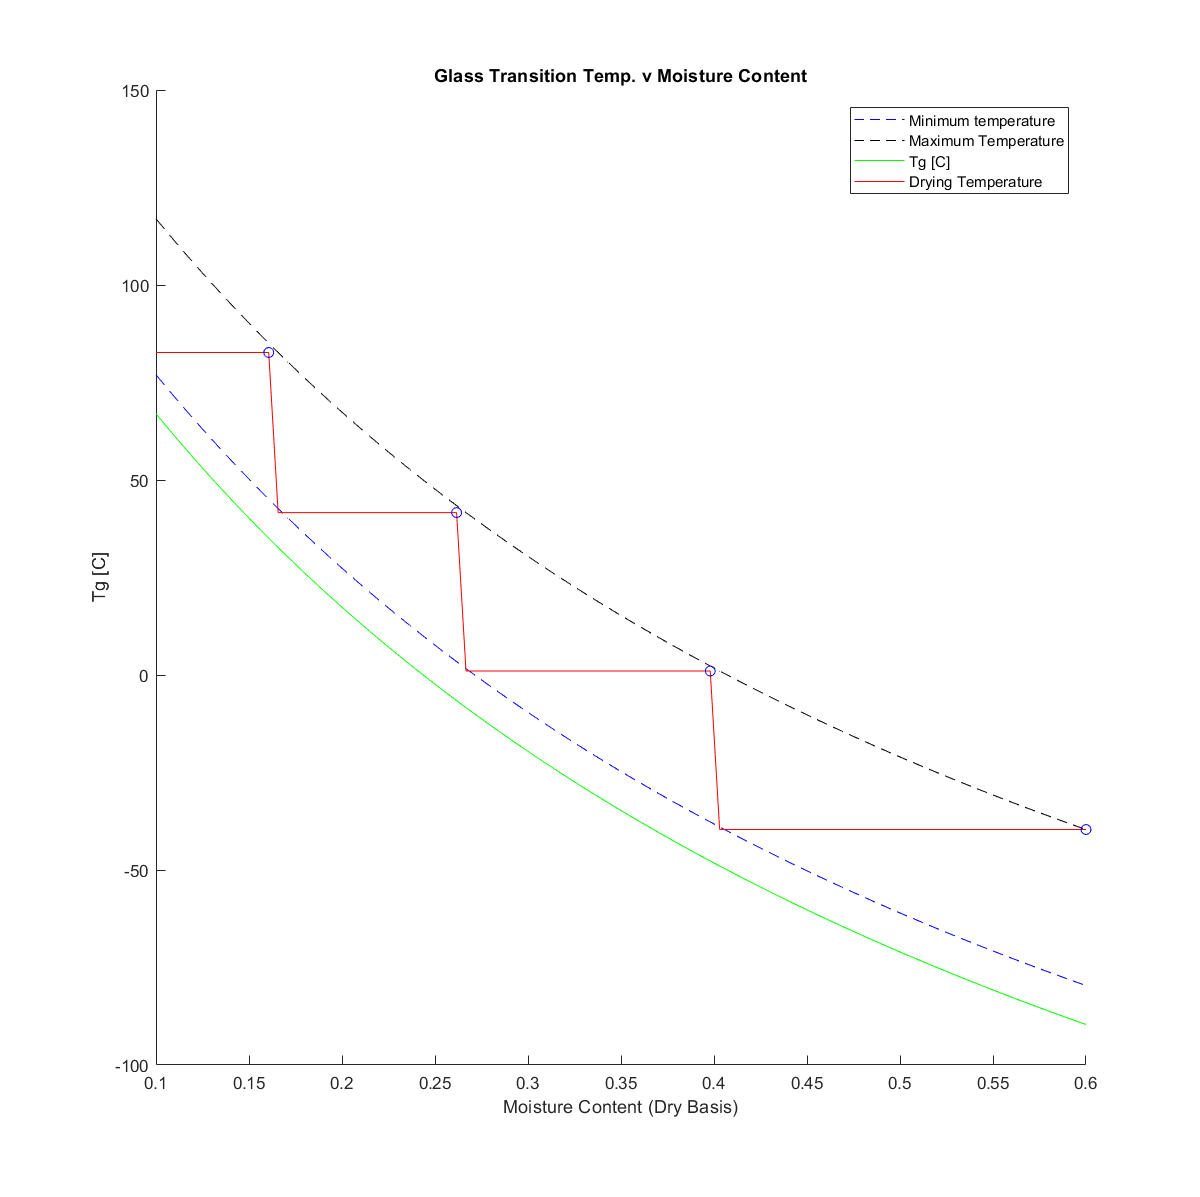 Glass Transition Temp. v Moisture Content
150
100
50
0
-50
-100
Tg [C]
Minimum temperature
Maximum Temperature
Tg [C]
Drying Temperature
0.1 0.15 0.2 0.25 0.3 0.35 0.4 0.45 0.5 0.55 0.6
Moisture Content (Dry Basis)